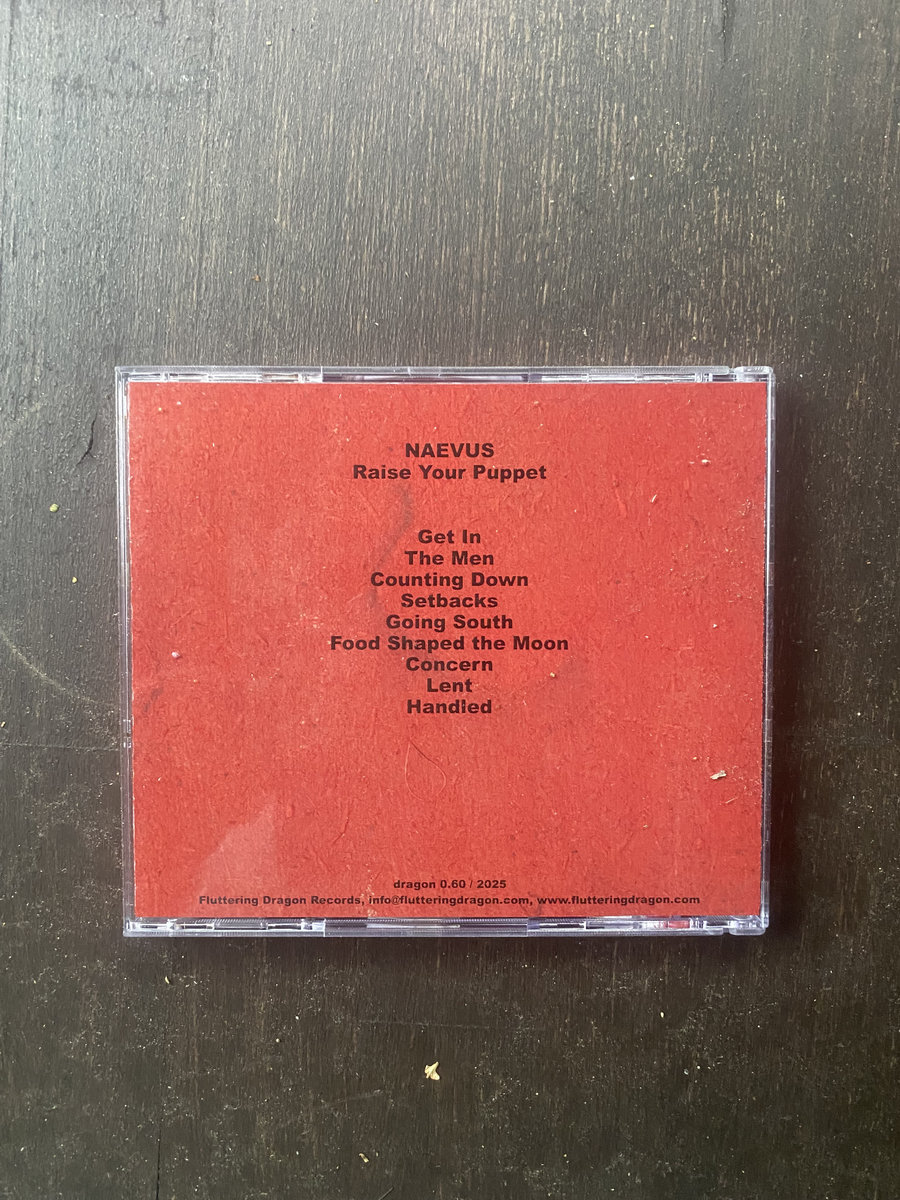 NAEVUS
Raise Your Puppet
Get In
The Men
Counting Down
Setbacks
Going South
Food Shaped the Moon
Concern
Lent
Handled
dragon 0.60 / 2025
Fluttering Dragon Records, info@flutteringdragon.com, www.flutteringdragon.com